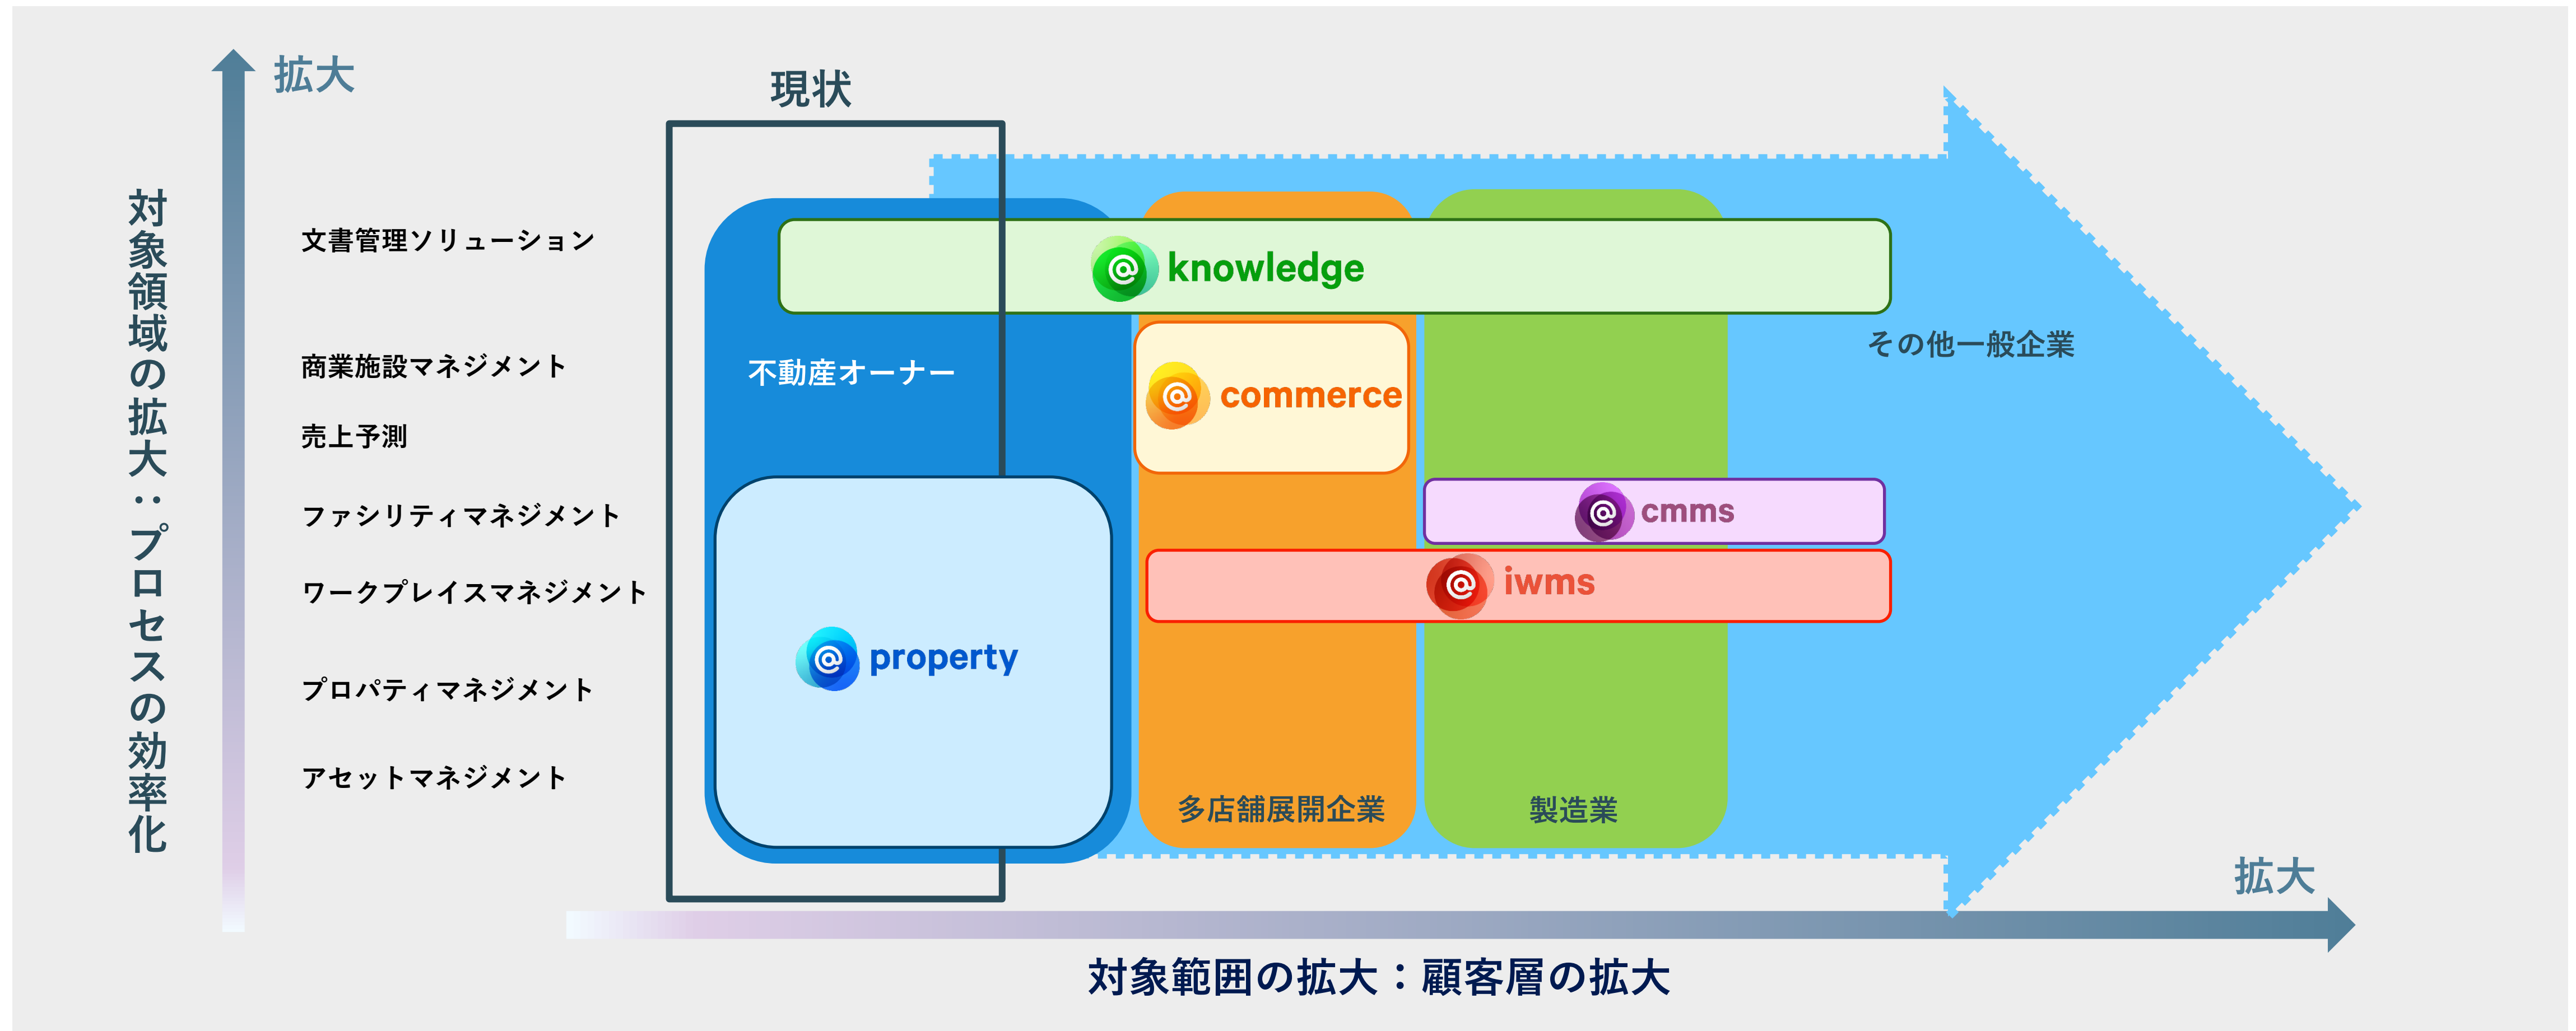 拡大
対象領域の拡大：プロセスの効率化
現状
文書管理ソリューション
商業施設マネジメント
売上予測
ファシリティマネジメント
ワークプレイスマネジメント
プロパティマネジメント
アセットマネジメント
@ knowledge
不動産オーナー
@ commerce
その他一般企業
@ cmms
@ iwms
@ property
多店舗展開企業
製造業
拡大
対象範囲の拡大：顧客層の拡大